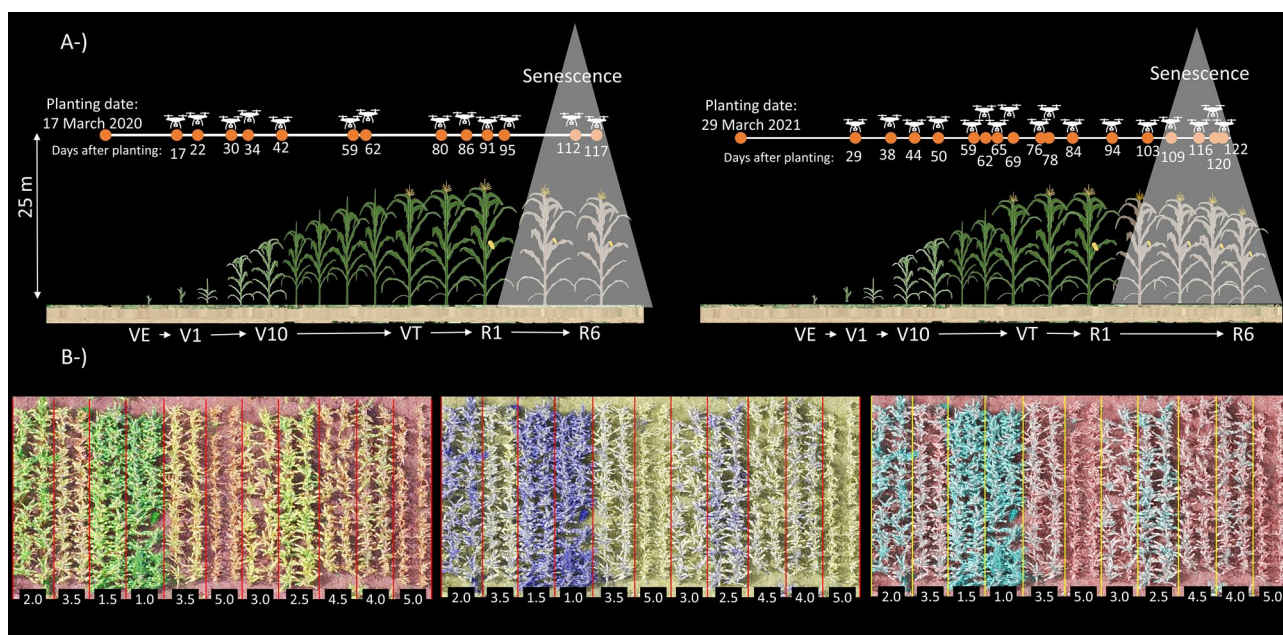 A-)
Senescence
Planting date:
17 March 2020
Days after planting:
17 22 30 34 42 59 62 80 86 91 95 112 117
25 m
VE → V1 → V10 → VT → R1 → R6
Senescence
Planting date:
29 March 2021
Days after planting:
29 38 44 50 59 62 65 69 76 78 84 94 103 109 116 120 122
VE → V1 → V10 → VT → R1 → R6
B-)
2.0 3.5 1.5 1.0 3.5 5.0 3.0 2.5 4.5 4.0 5.0
2.0 3.5 1.5 1.0 3.5 5.0 3.0 2.5 4.5 4.0 5.0
2.0 3.5 1.5 1.0 3.5 5.0 3.0 2.5 4.5 4.0 5.0